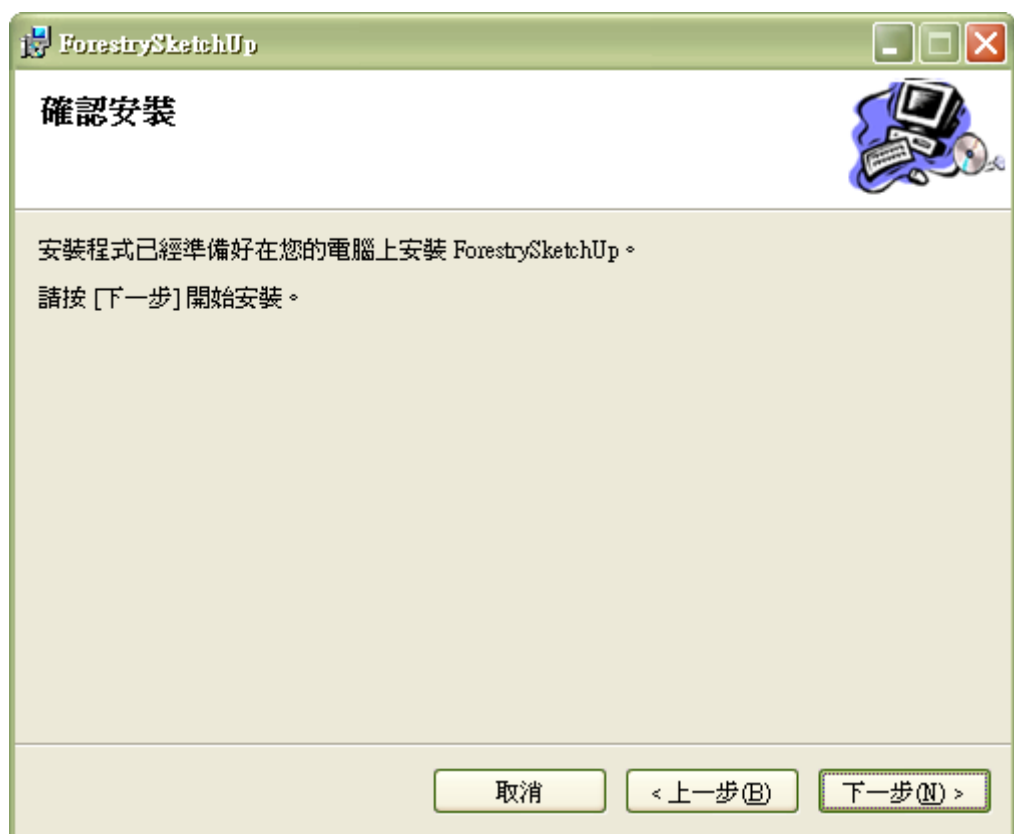 ForestrySketchUp
確認安裝
安裝程式已經準備好在您的電腦上安裝 ForestrySketchUp。
請按 [下一步] 開始安裝。
取消
< 上一步(B)
下一步(N) >